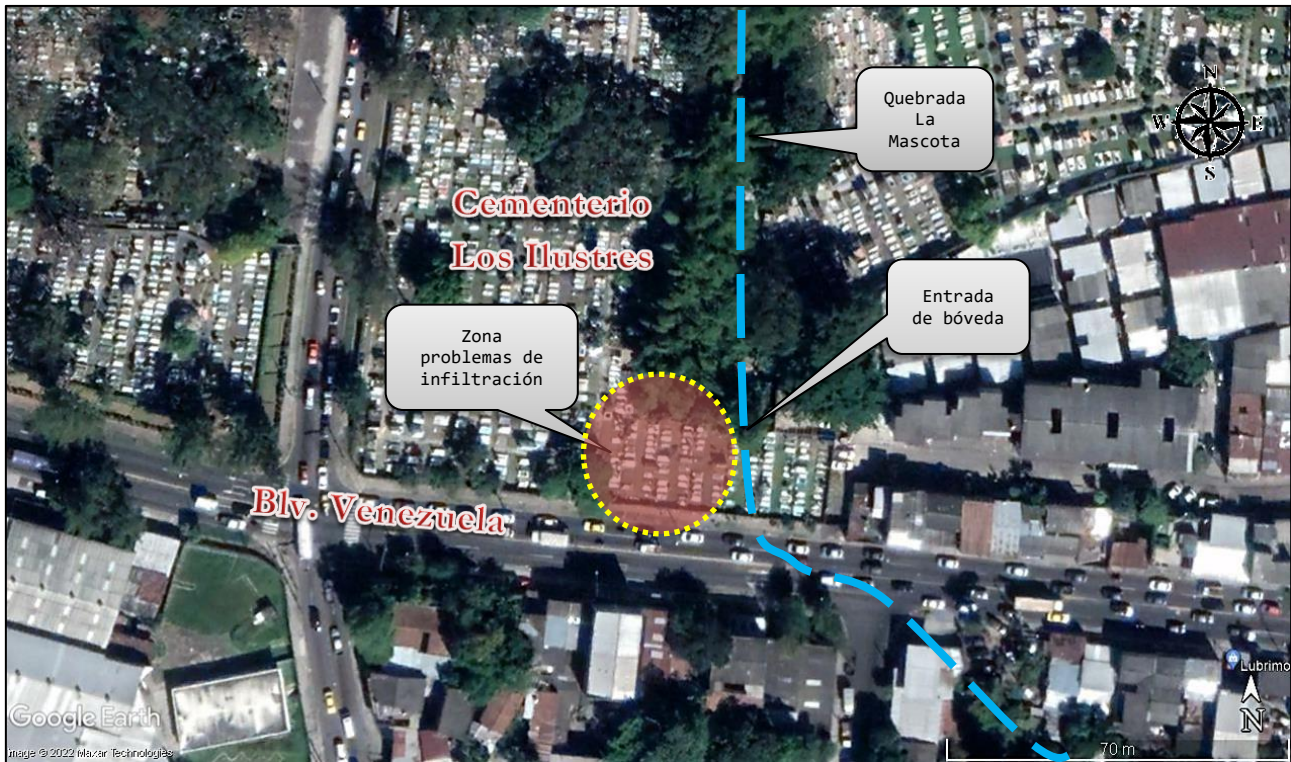 Quebrada
La
Mascota
N
W
E
S
Cementerio
Los Ilustres
Entrada
de bóveda
Zona
problemas de
infiltración
Blv. Venezuela
Lubrimo
Google Earth
N
Image © 2022 Maxar Technologies
70 m